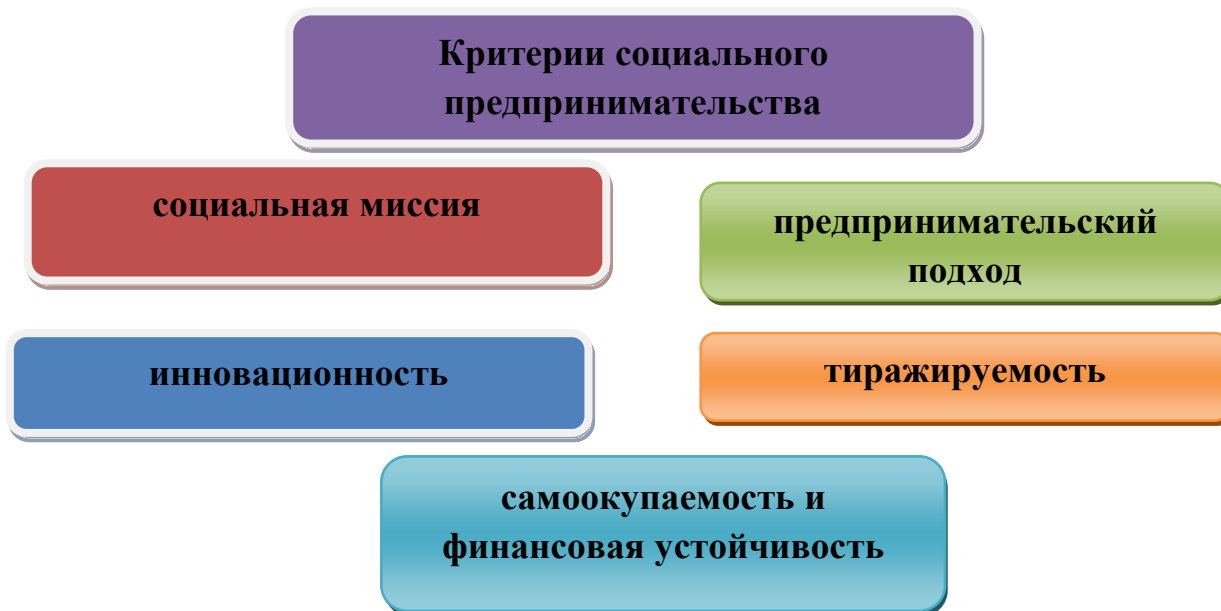 Критерии социального
предпринимательства
социальная миссия
предпринимательский
подход
инновационность
тиражируемость
самоокупаемость и
финансовая устойчивость